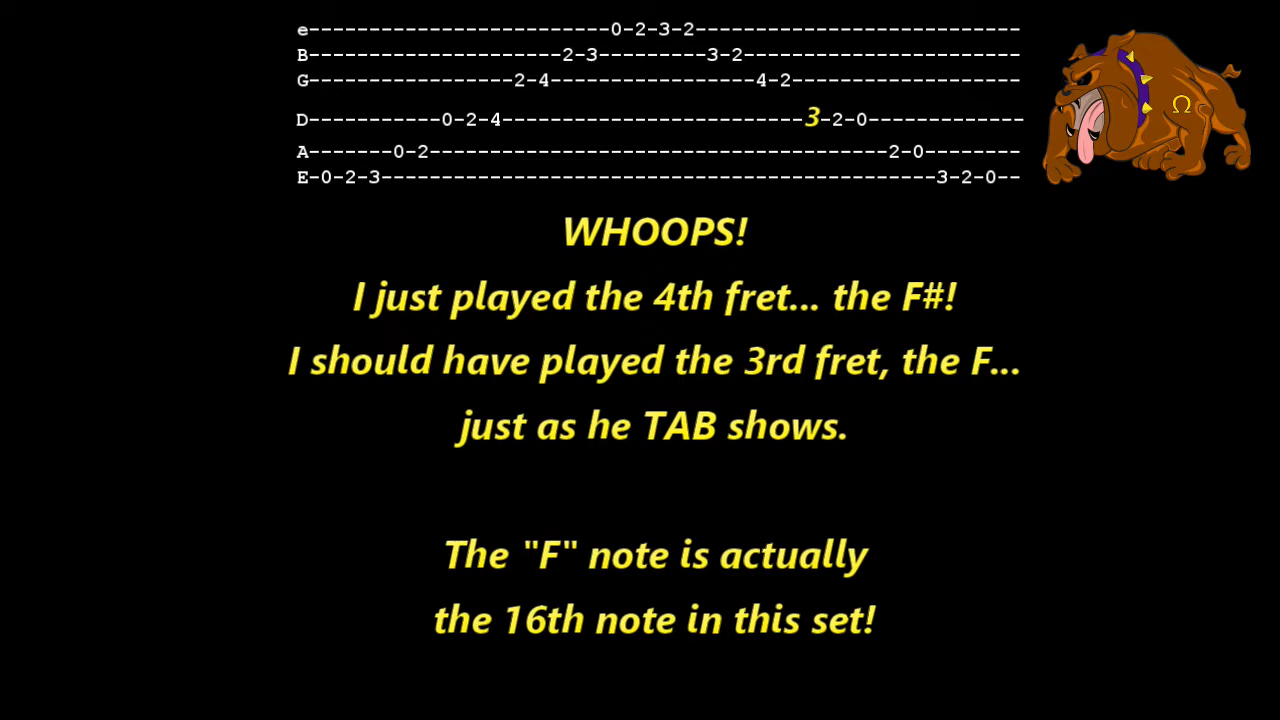 e-------------------------0-2-3-2---------------------------
B---------------------2-3---------3-2-----------------------
G-----------------2-4-----------------4-2-------------------
D-----------0-2-4-------------------------3-2-0-------------
A-------0-2--------------------------------------2-0--------
E-0-2-3----------------------------------------------3-2-0--
WHOOPS!
I just played the 4th fret... the F#!
I should have played the 3rd fret, the F...
just as he TAB shows.
The "F" note is actually
the 16th note in this set!
Ω